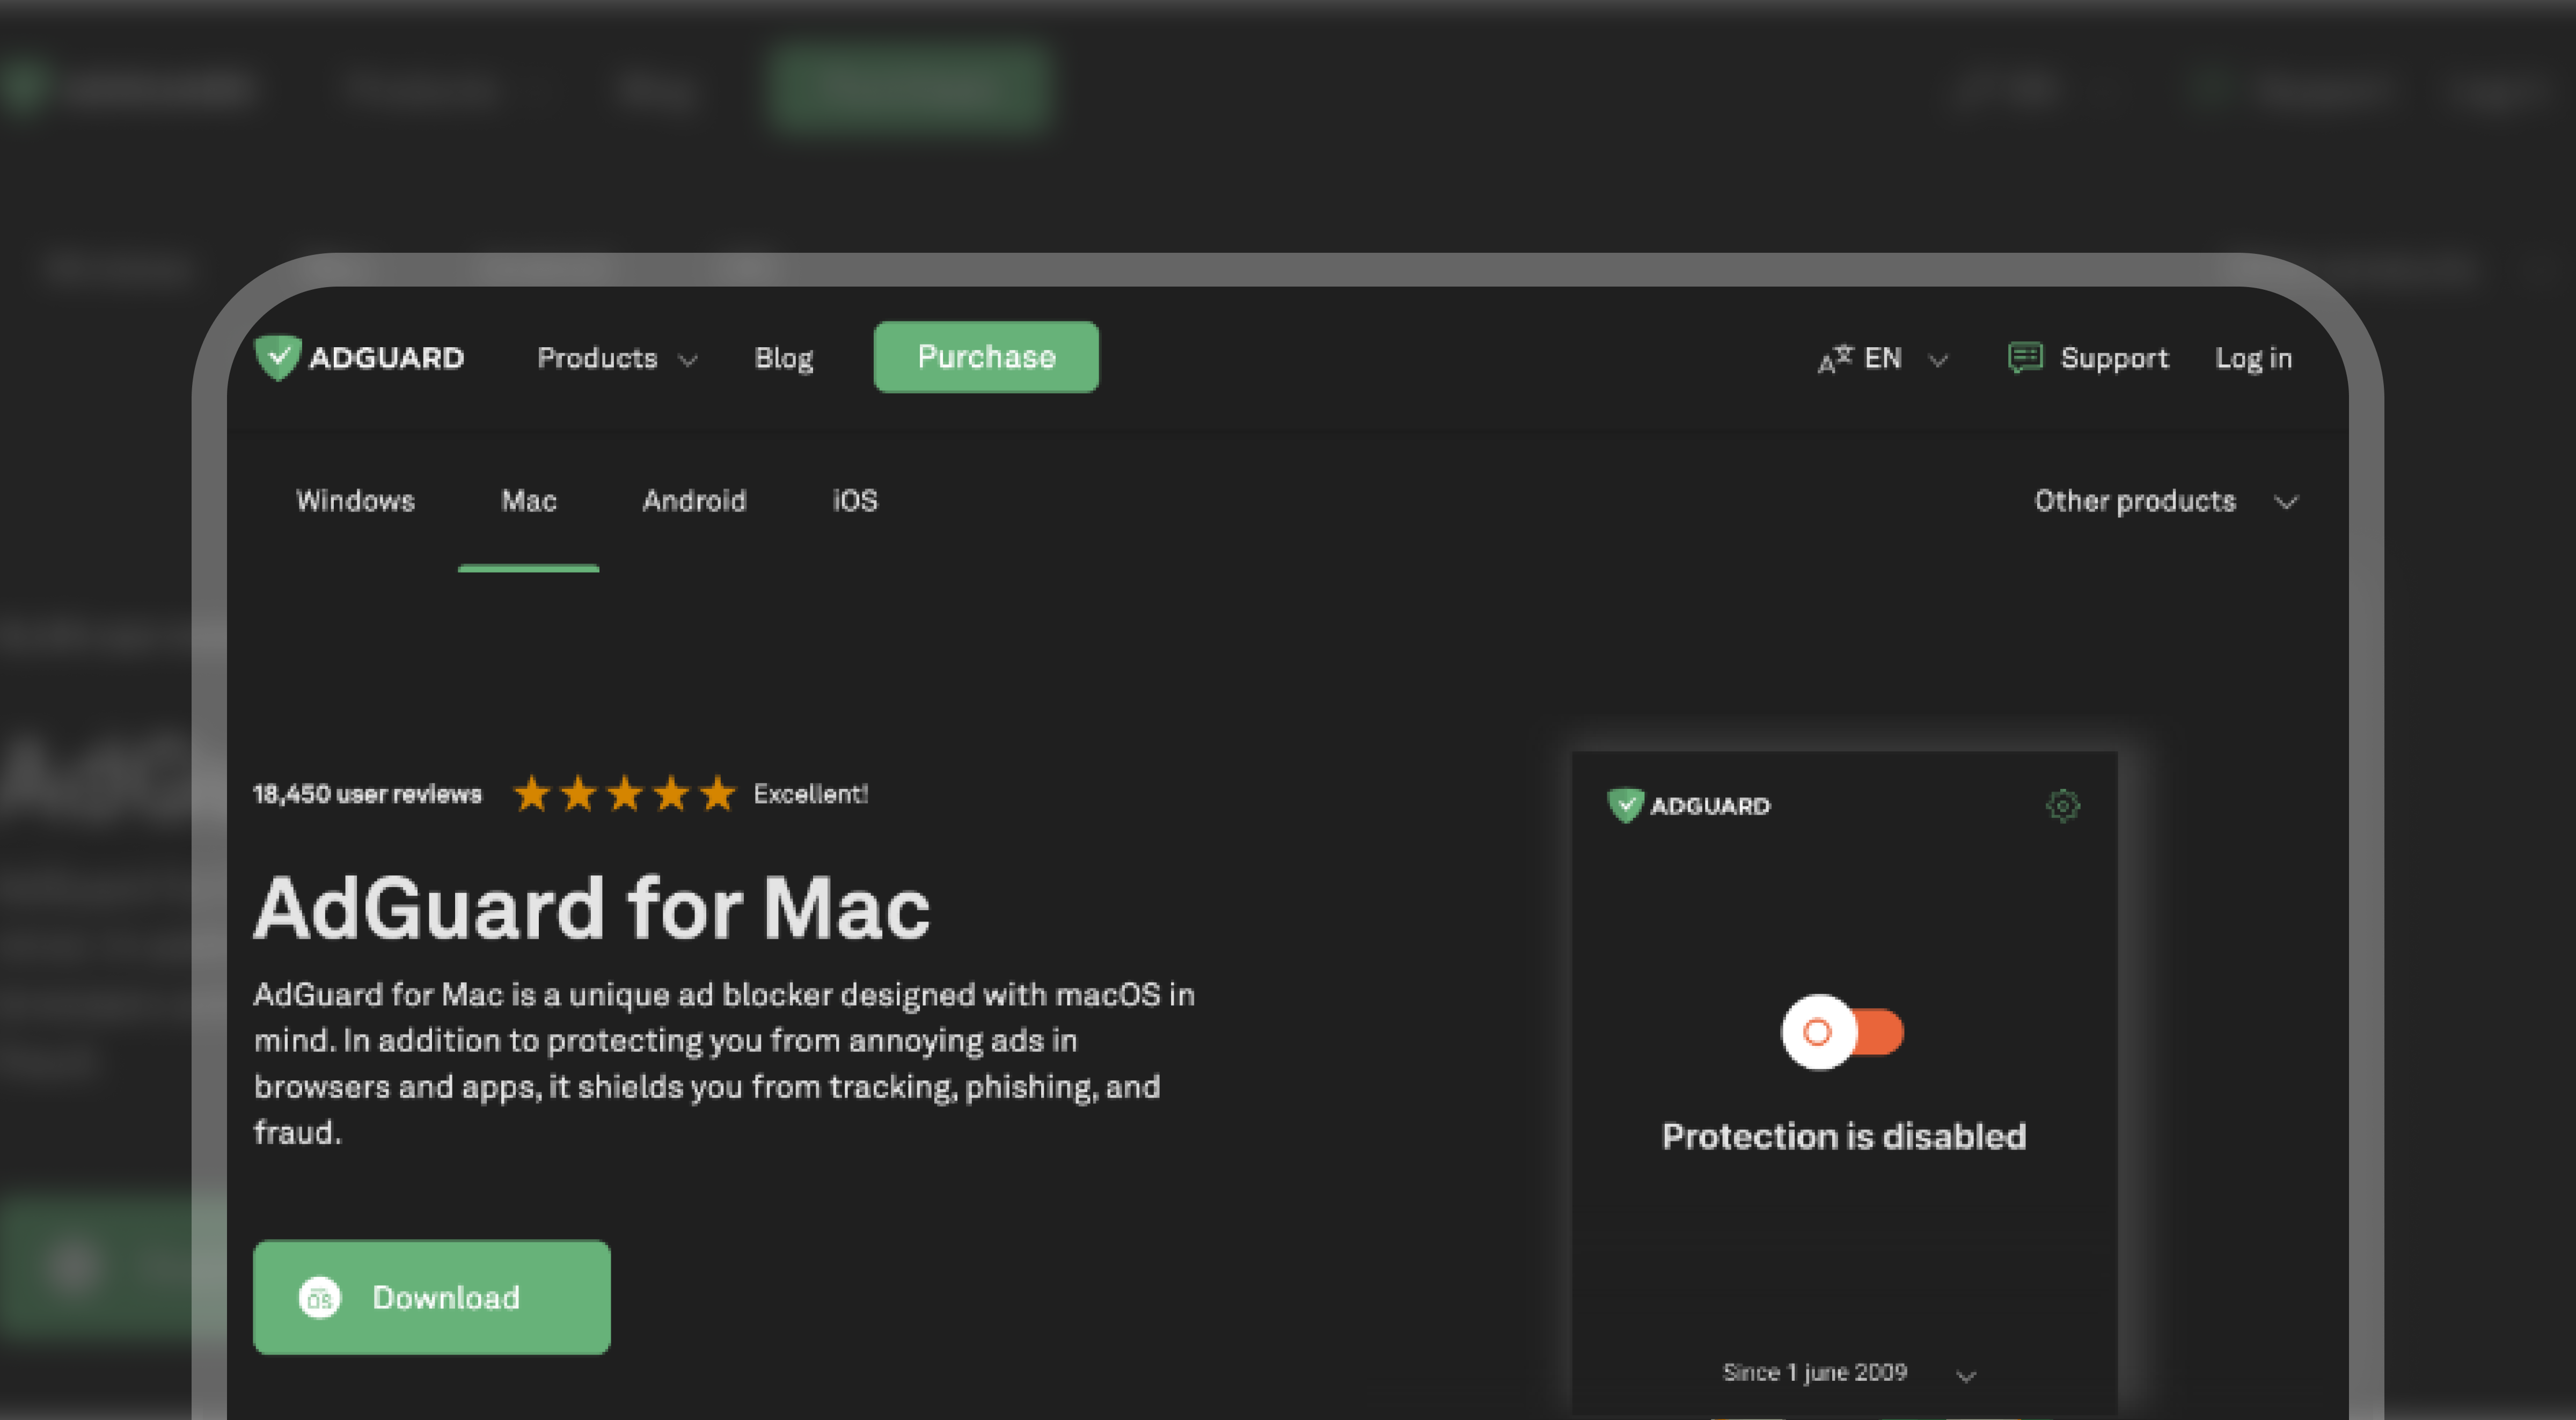 ADGUARD Products Blog Purchase EN Support Log in
Windows Mac Android iOS Other products
18,450 user reviews Excellent!
AdGuard for Mac
AdGuard for Mac is a unique ad blocker designed with macOS in
mind. In addition to protecting you from annoying ads in
browsers and apps, it shields you from tracking, phishing, and
fraud.
Download
ADGUARD
Protection is disabled
Since 1 june 2009